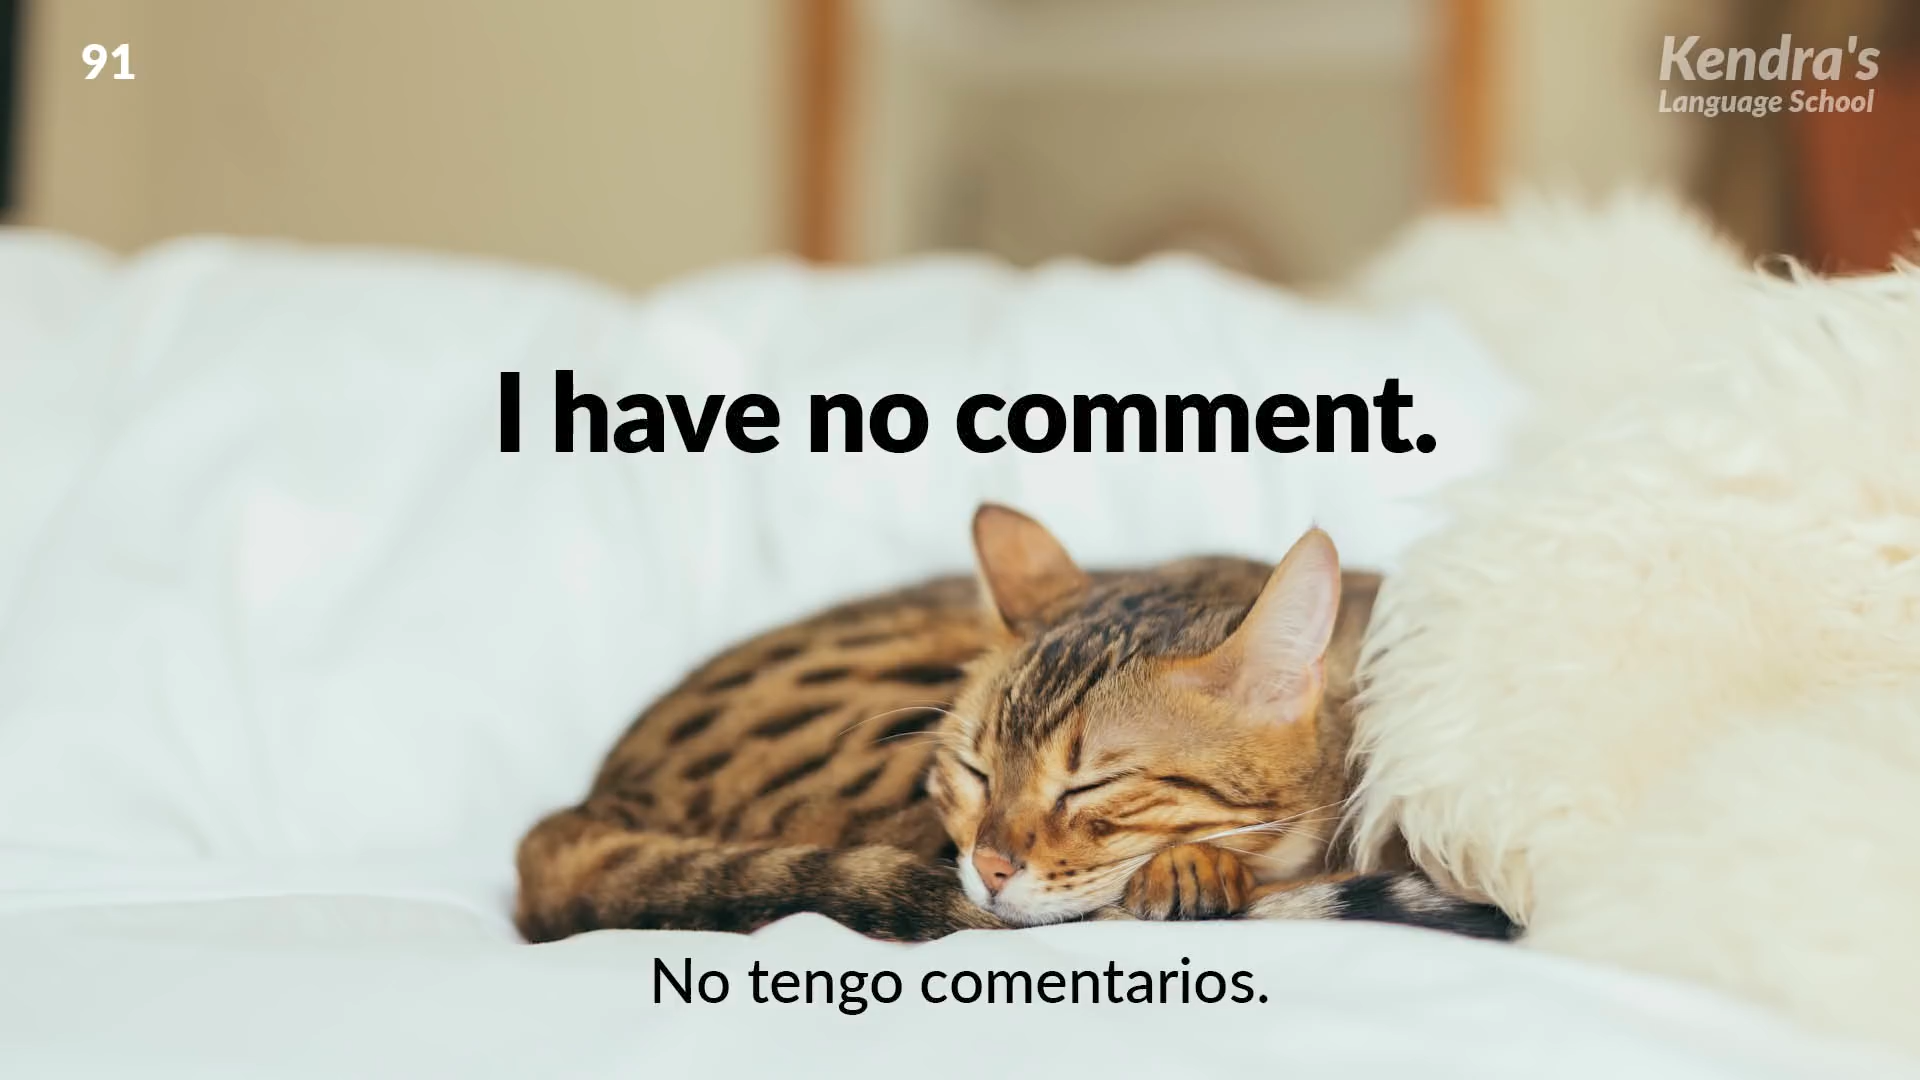 91
Kendra's
Language School
I have no comment.
No tengo comentarios.